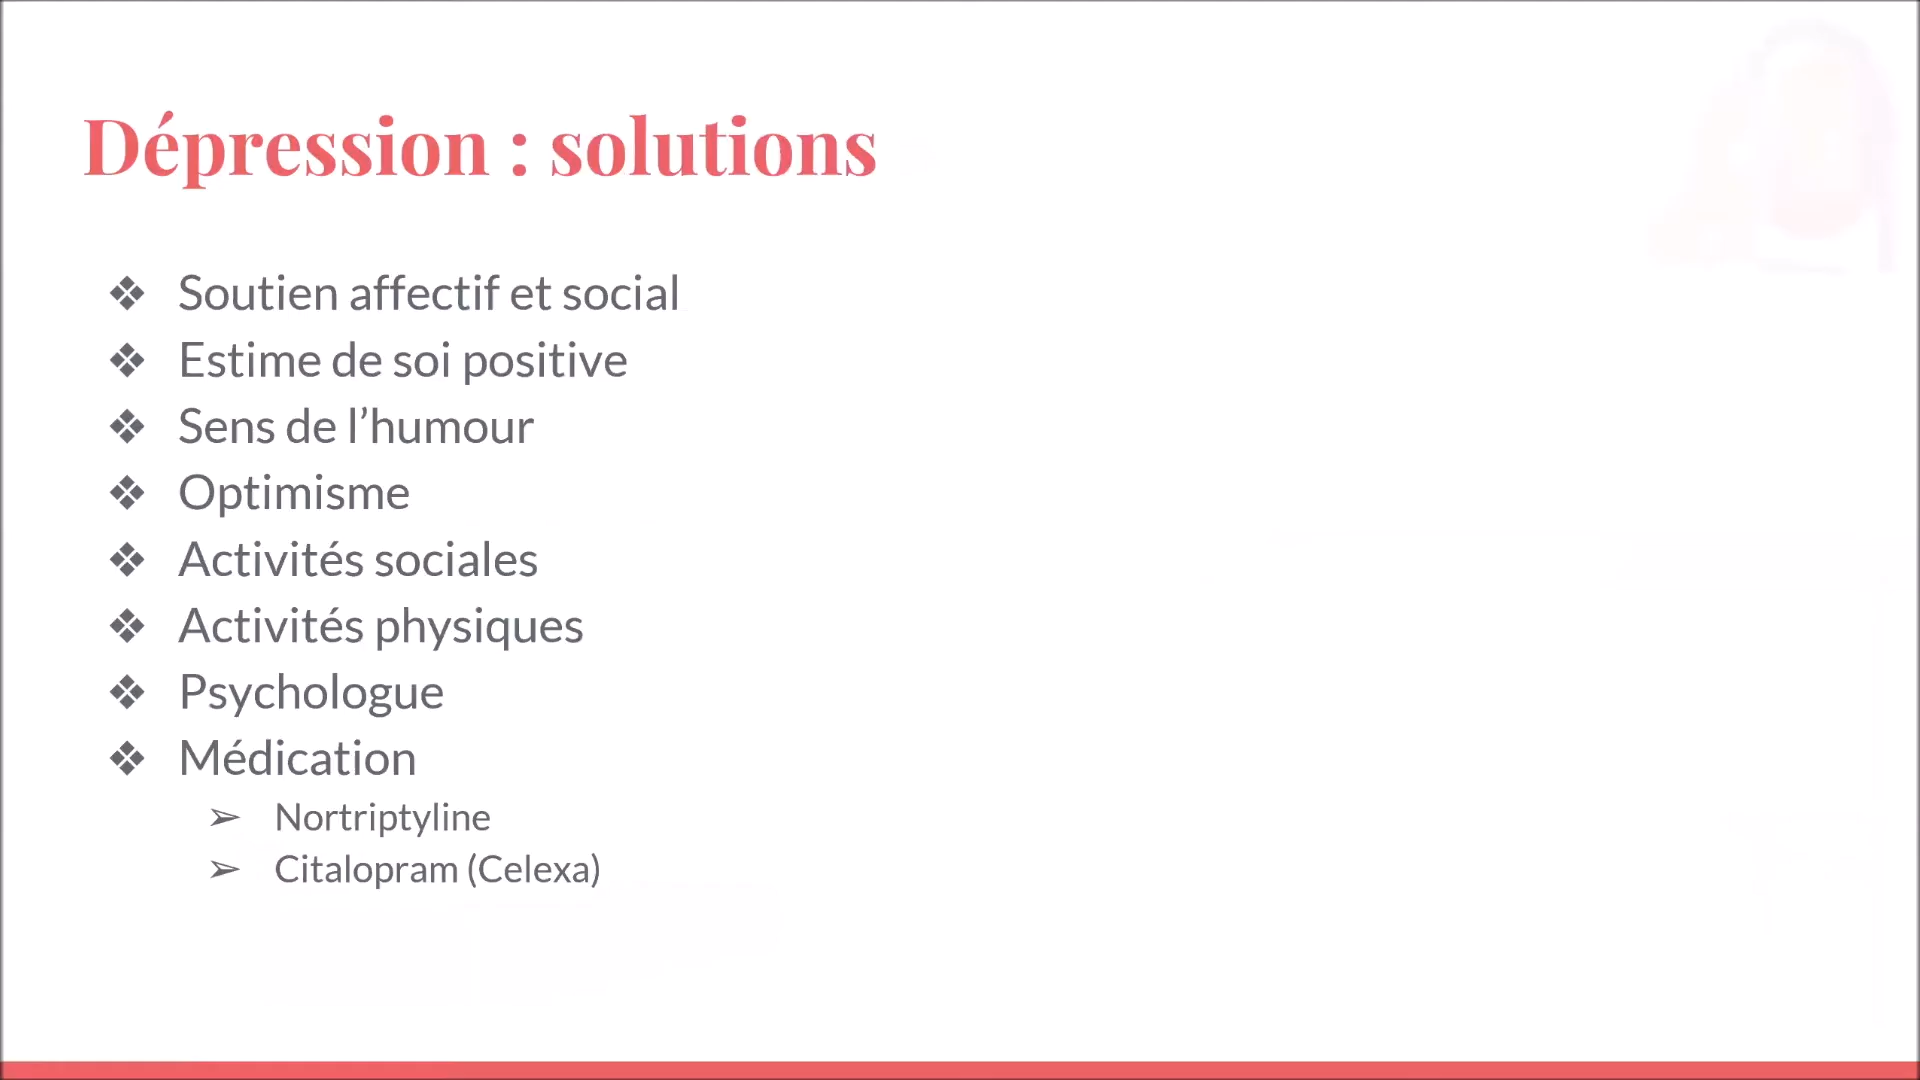 Dépression : solutions
❖ Soutien affectif et social
❖ Estime de soi positive
❖ Sens de l’humour
❖ Optimisme
❖ Activités sociales
❖ Activités physiques
❖ Psychologue
❖ Médication
➢ Nortriptyline
➢ Citalopram (Celexa)